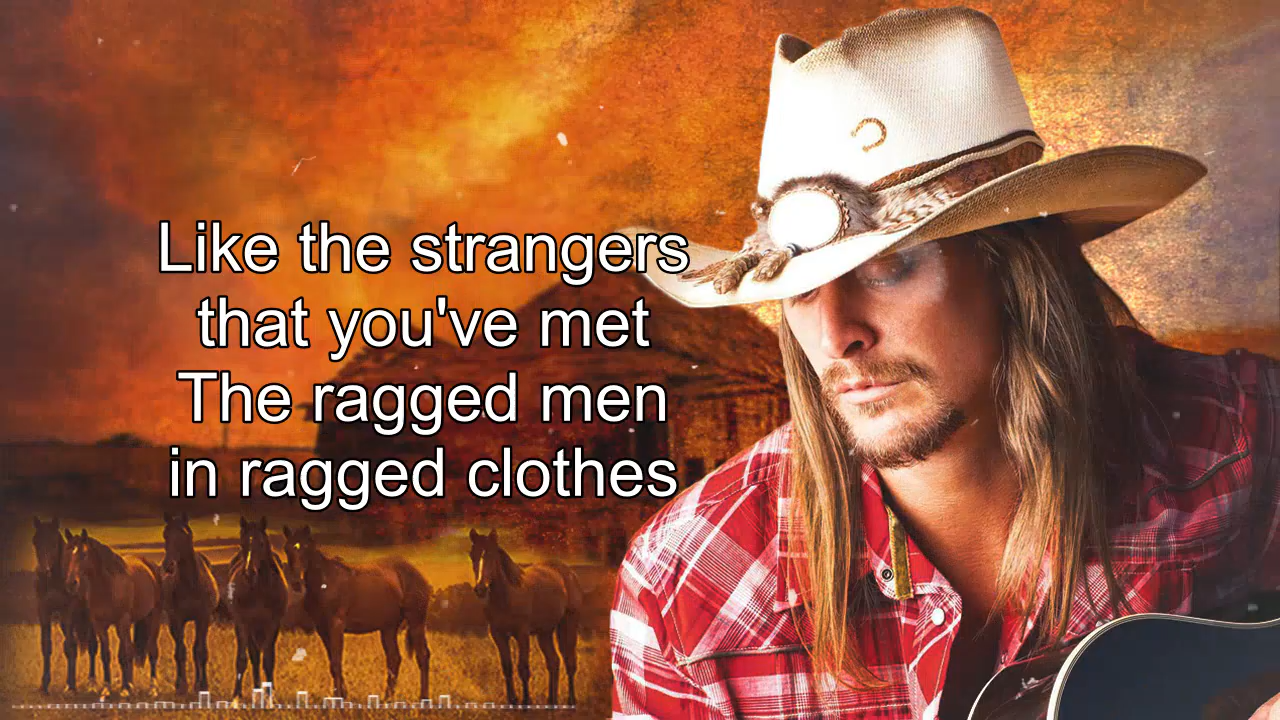 Like the strangers
that you've met
The ragged men
in ragged clothes